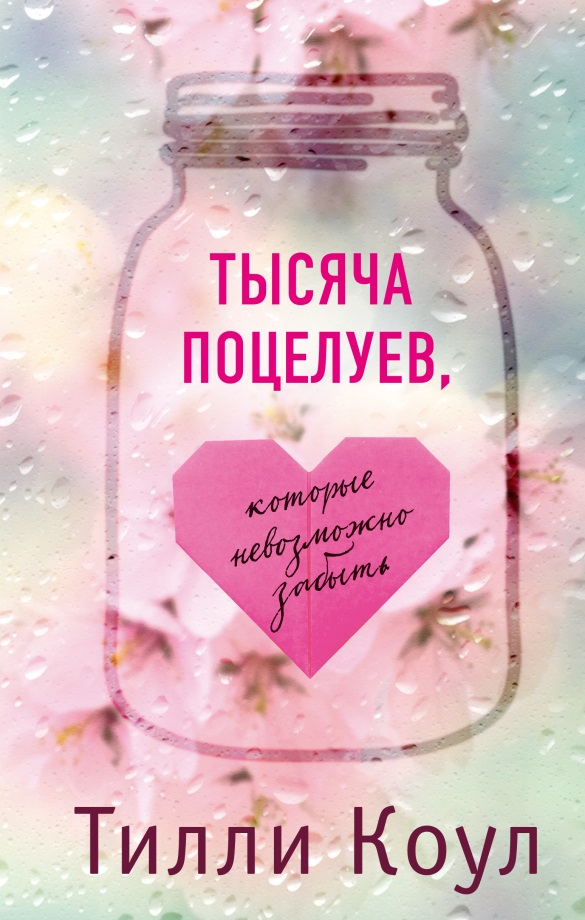 ТЫСЯЧА
ПОЦЕЛУЕВ,
которые
невозможно
забыть
Тилли Коул